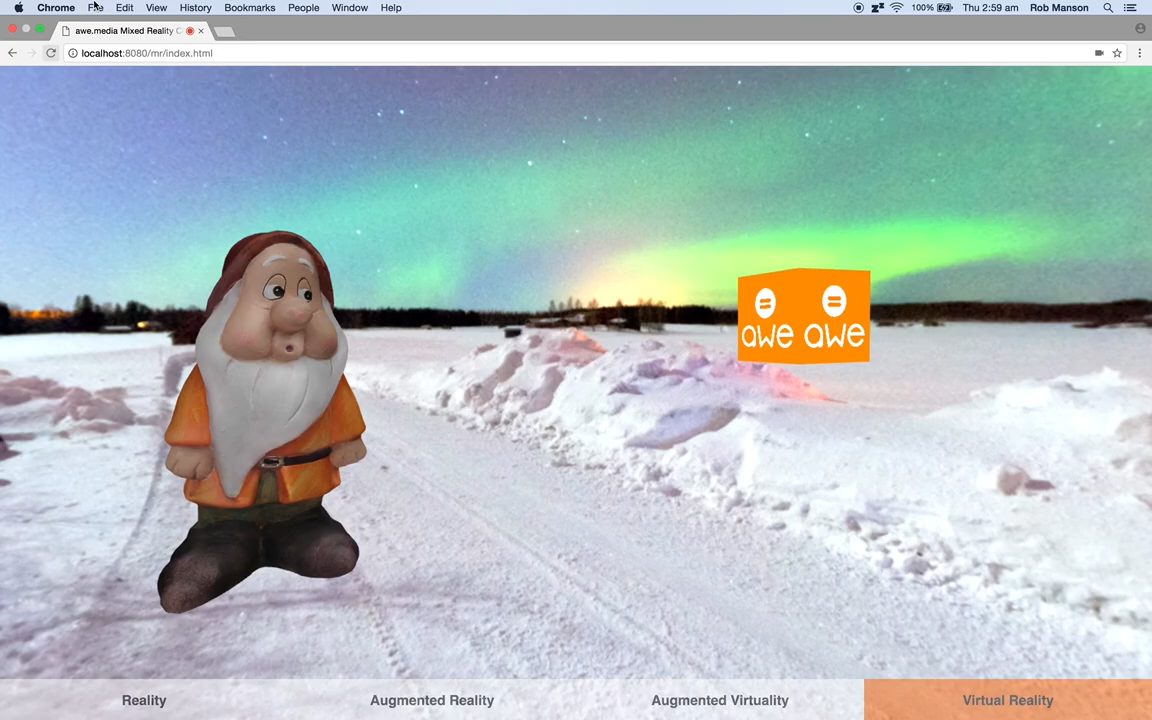 Chrome File Edit View History Bookmarks People Window Help 100% Thu 2:59 am Rob Manson
awe.media Mixed Reality C
localhost:8080/mr/index.html
awe awe
Reality Augmented Reality Augmented Virtuality Virtual Reality